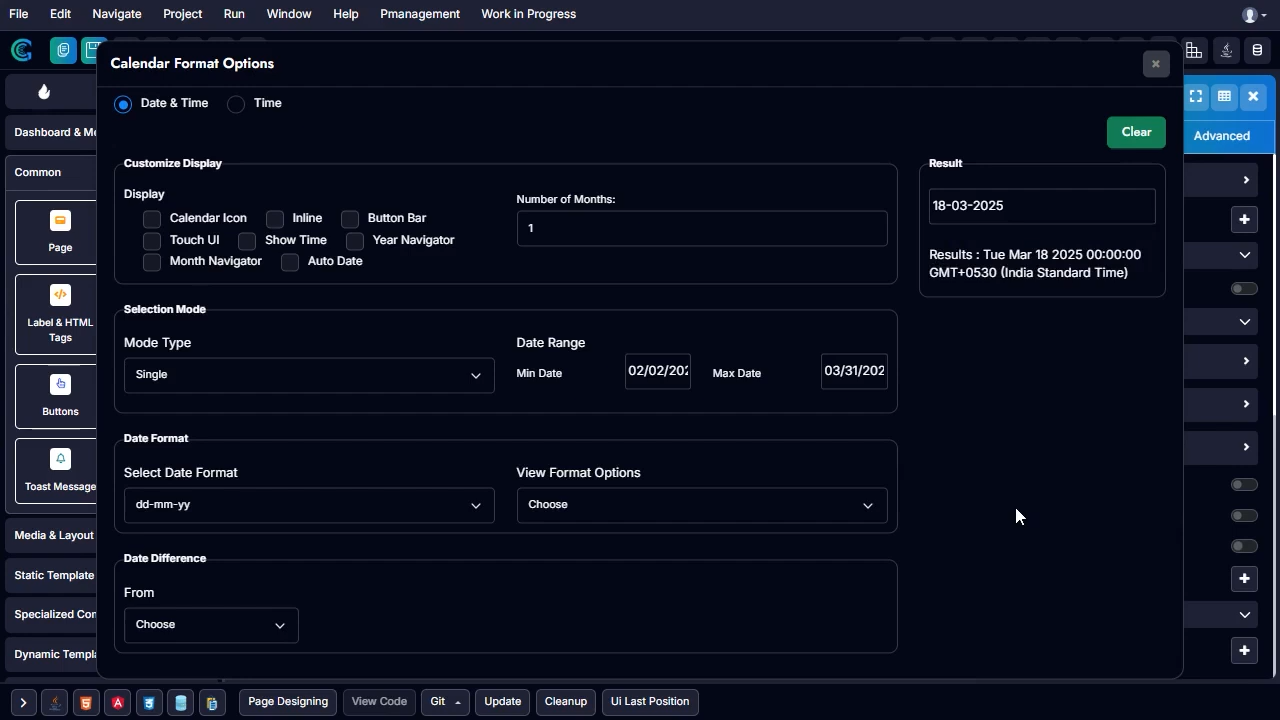 File Edit Navigate Project Run Window Help Pmanagement Work in Progress
Calendar Format Options
Date & Time Time
Clear
Advanced
Dashboard & M
Common
Page
Label & HTML
Tags
Buttons
Toast Message
Media & Layout
Static Template
Specialized Co
Dynamic Templa
Customize Display
Display
Calendar Icon Inline Button Bar
Touch UI Show Time Year Navigator
Month Navigator Auto Date
Number of Months:
1
Result
18-03-2025
Results : Tue Mar 18 2025 00:00:00
GMT+0530 (India Standard Time)
Selection Mode
Mode Type
Single
Date Range
Min Date 02/02/202 Max Date 03/31/202
Date Format
Select Date Format
dd-mm-yy
View Format Options
Choose
Date Difference
From
Choose
Page Designing View Code Git Update Cleanup Ui Last Position